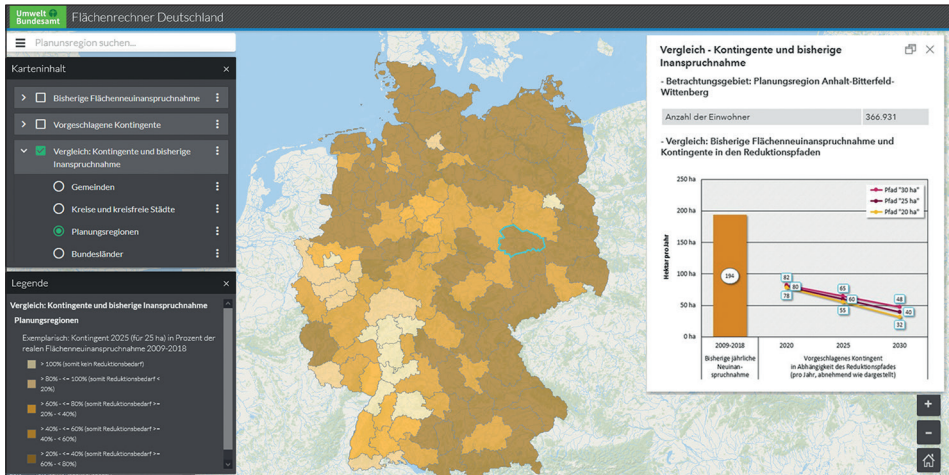 Umwelt
Bundesamt
Flächenrechner Deutschland
Planunsregion suchen...
Karteninhalt
Bisherige Flächenneuinanspruchnahme
Vorgeschlagene Kontingente
Vergleich: Kontingente und bisherige
Inanspruchnahme
Gemeinden
Kreise und kreisfreie Städte
Planungsregionen
Bundesländer
Legende
Vergleich: Kontingente und bisherige Inanspruchnahme
Planungsregionen
Exemplarisch: Kontingent 2025 (für 25 ha) in Prozent der
realen Flächenneuinanspruchnahme 2009-2018
> 100% (somit kein Reduktionsbedarf)
> 80% - <= 100% (somit Reduktionsbedarf <
20%)
> 60% - <= 80% (somit Reduktionsbedarf >=
20% - < 40%)
> 40% - <= 60% (somit Reduktionsbedarf >=
40% - < 60%)
> 20% - <= 40% (somit Reduktionsbedarf >=
60% - < 80%)
Vergleich - Kontingente und bisherige
Inanspruchnahme
- Betrachtungsgebiet: Planungsregion Anhalt-Bitterfeld-
Wittenberg
Anzahl der Einwohner 366.931
- Vergleich: Bisherige Flächenneuinanspruchnahme und
Kontingente in den Reduktionspfaden
250 ha
200 ha
150 ha
100 ha
50 ha
0 ha
Hektar pro Jahr
Pfad "30 ha"
Pfad "25 ha"
Pfad "20 ha"
194
82
80
78
65
60
55
48
40
32
2009-2018 2020 2025 2030
Bisherige jährliche
Neuinan-
spruchnahme
Vorgeschlagenes Kontingent
in Abhängigkeit des Reduktionspfades
(pro Jahr, abnehmend wie dargestellt)